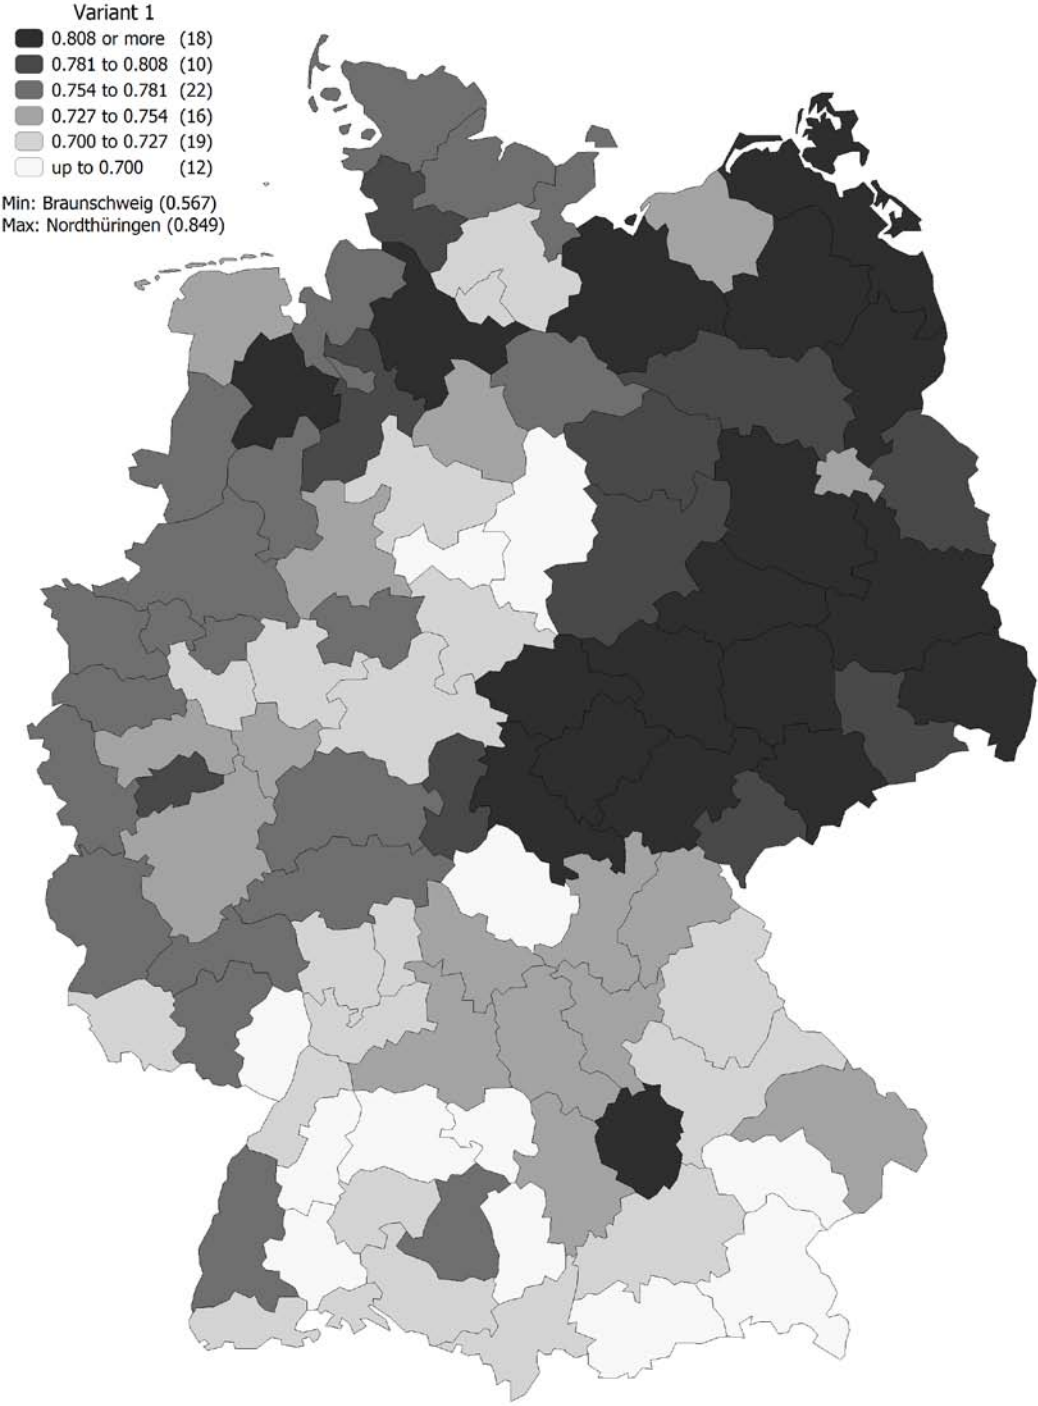 Variant 1
0.808 or more (18)
0.781 to 0.808 (10)
0.754 to 0.781 (22)
0.727 to 0.754 (16)
0.700 to 0.727 (19)
up to 0.700 (12)
Min: Braunschweig (0.567)
Max: Nordthüringen (0.849)